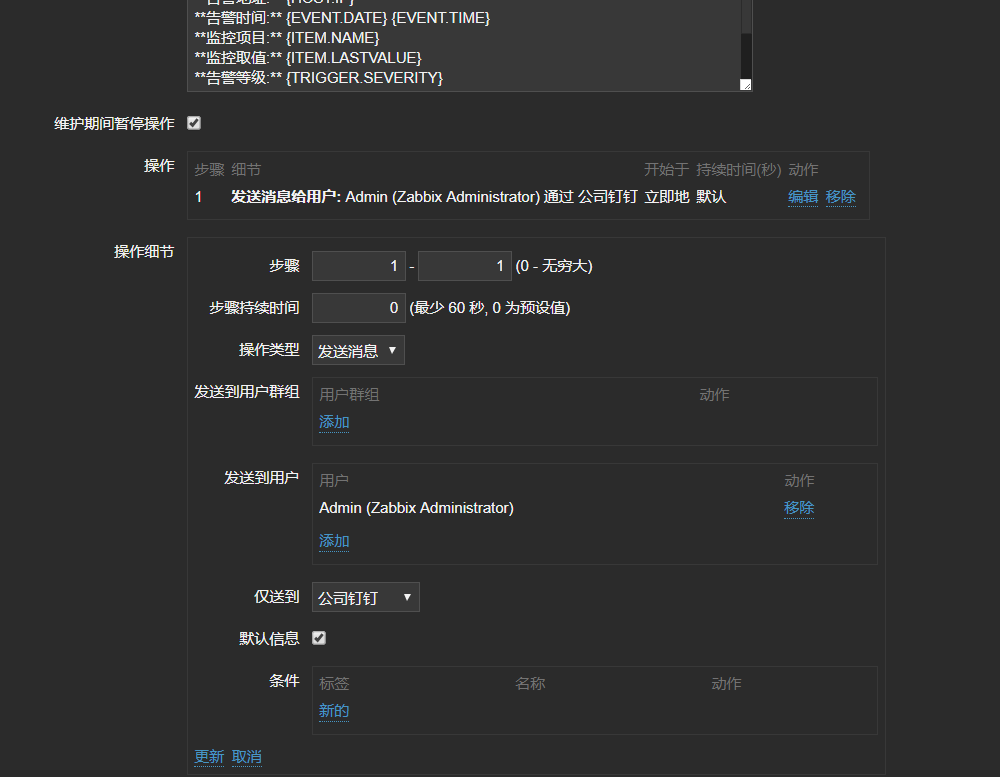 **告警地址:** {HOST.IP}
**告警时间:** {EVENT.DATE} {EVENT.TIME}
**监控项目:** {ITEM.NAME}
**监控取值:** {ITEM.LASTVALUE}
**告警等级:** {TRIGGER.SEVERITY}
维护期间暂停操作
操作 步骤 细节 开始于 持续时间(秒) 动作
1 发送消息给用户: Admin (Zabbix Administrator) 通过 公司钉钉 立即地 默认 编辑 移除
操作细节
步骤 1 - 1 (0 - 无穷大)
步骤持续时间 0 (最少 60 秒, 0 为预设值)
操作类型 发送消息
发送到用户群组 用户群组 动作
添加
发送到用户 用户 动作
Admin (Zabbix Administrator) 移除
添加
仅送到 公司钉钉
默认信息
条件 标签 名称 动作
新的
更新 取消